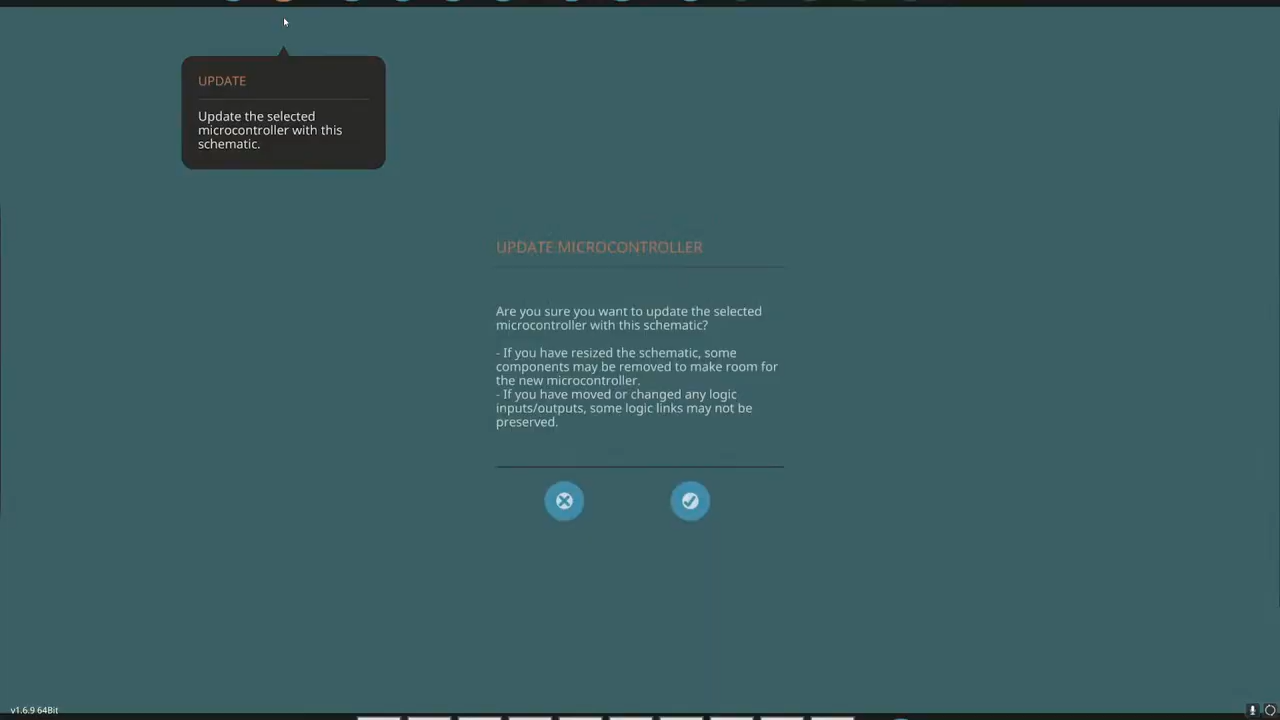 UPDATE
Update the selected
microcontroller with this
schematic.
UPDATE MICROCONTROLLER
Are you sure you want to update the selected
microcontroller with this schematic?
- If you have resized the schematic, some
components may be removed to make room for
the new microcontroller.
- If you have moved or changed any logic
inputs/outputs, some logic links may not be
preserved.
v1.6.9 64Bit